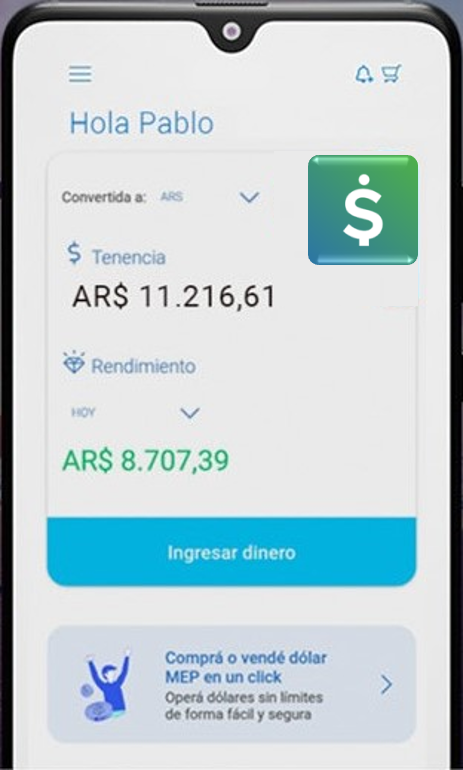 Hola Pablo
Convertida a: ARS
$
$ Tenencia
AR$ 11.216,61
Rendimiento
HOY
AR$ 8.707,39
Ingresar dinero
Comprá o vendé dólar
MEP en un click
Operá dólares sin límites
de forma fácil y segura